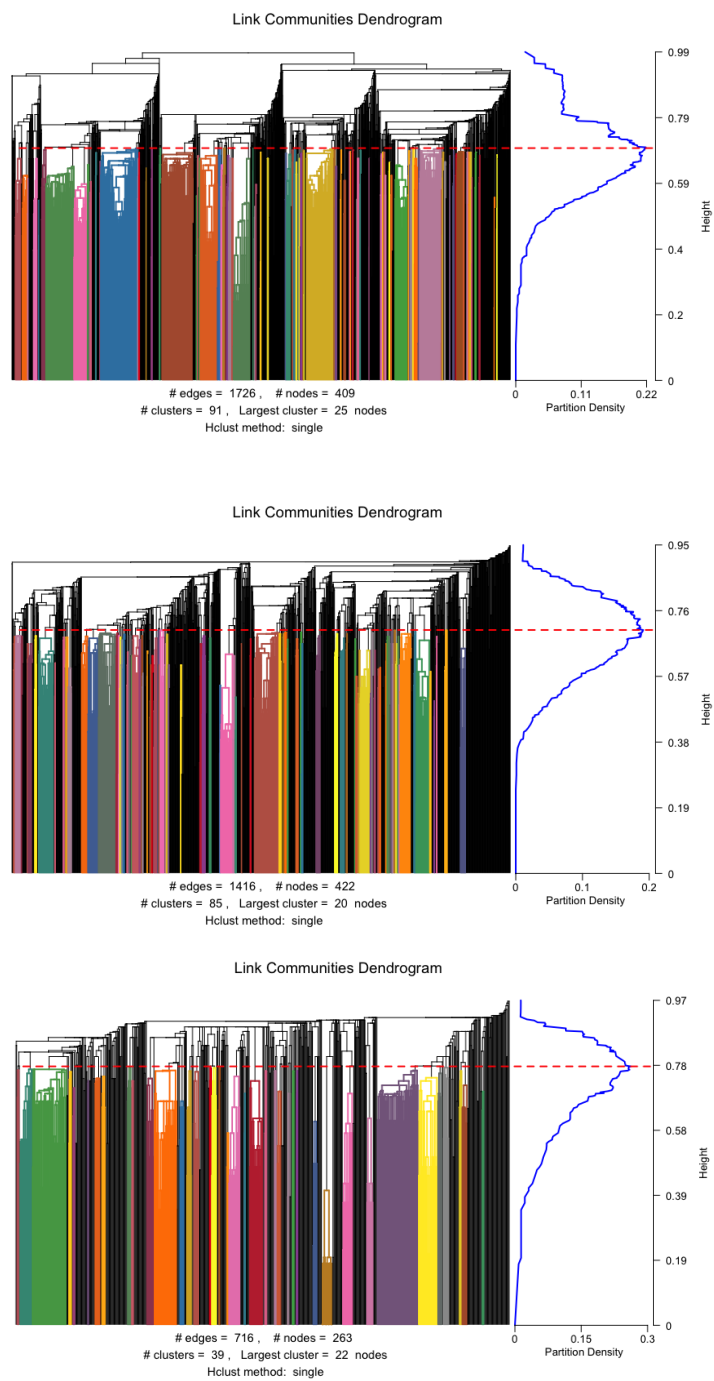 Link Communities Dendrogram
0.99
0.79
0.59
0.4
0.2
0
Height
0 0.11 0.22
Partition Density
# edges = 1726 , # nodes = 409
# clusters = 91 , Largest cluster = 25 nodes
Hclust method: single
Link Communities Dendrogram
0.95
0.76
0.57
0.38
0.19
0
Height
0 0.1 0.2
Partition Density
# edges = 1416 , # nodes = 422
# clusters = 85 , Largest cluster = 20 nodes
Hclust method: single
Link Communities Dendrogram
0.97
0.78
0.58
0.39
0.19
0
Height
0 0.15 0.3
Partition Density
# edges = 716 , # nodes = 263
# clusters = 39 , Largest cluster = 22 nodes
Hclust method: single